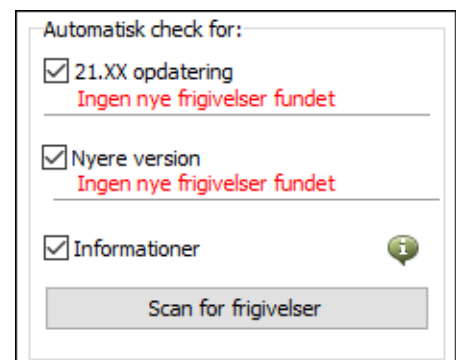 Automatisk check for:
21.XX opdatering
Ingen nye frigivelser fundet
Nyere version
Ingen nye frigivelser fundet
Informationer
Scan for frigivelser